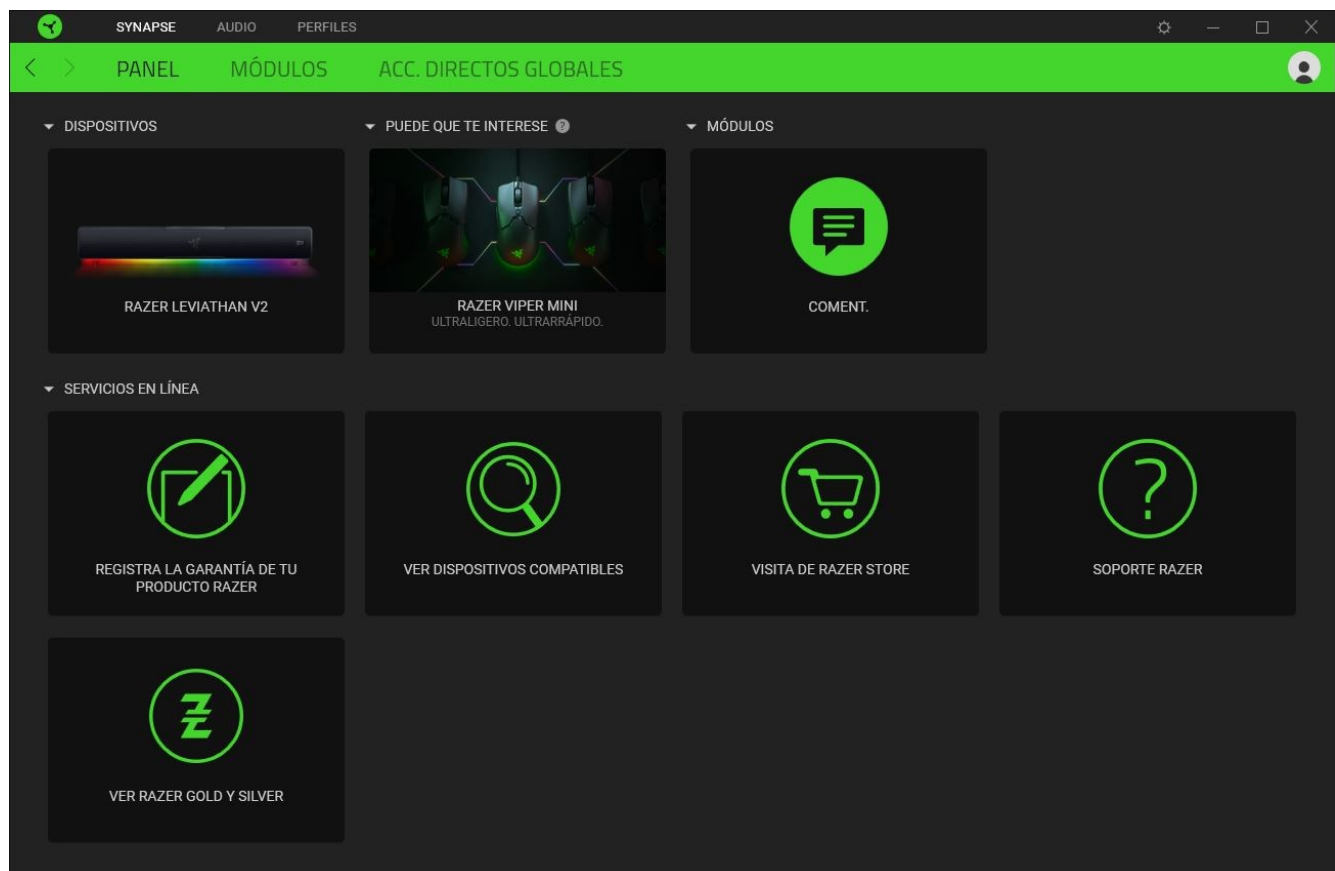 SYNAPSE AUDIO PERFILES
PANEL MÓDULOS ACC. DIRECTOS GLOBALES
DISPOSITIVOS
RAZER LEVIATHAN V2
PUEDE QUE TE INTERESE ?
RAZER VIPER MINI
ULTRALIGERO. ULTRARRÁPIDO.
MÓDULOS
COMENT.
SERVICIOS EN LÍNEA
REGISTRA LA GARANTÍA DE TU
PRODUCTO RAZER
VER DISPOSITIVOS COMPATIBLES
VISITA DE RAZER STORE
?
SOPORTE RAZER
VER RAZER GOLD Y SILVER